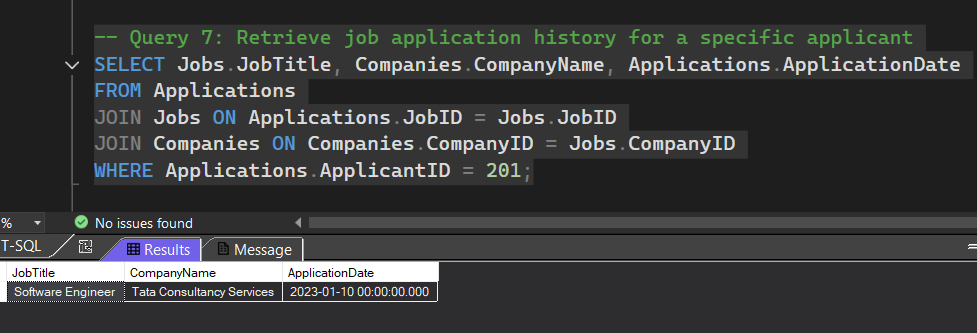 -- Query 7: Retrieve job application history for a specific applicant
SELECT Jobs.JobTitle, Companies.CompanyName, Applications.ApplicationDate
FROM Applications
JOIN Jobs ON Applications.JobID = Jobs.JobID
JOIN Companies ON Companies.CompanyID = Jobs.CompanyID
WHERE Applications.ApplicantID = 201;
% No issues found
T-SQL Results Message
JobTitle CompanyName ApplicationDate
Software Engineer Tata Consultancy Services 2023-01-10 00:00:00.000